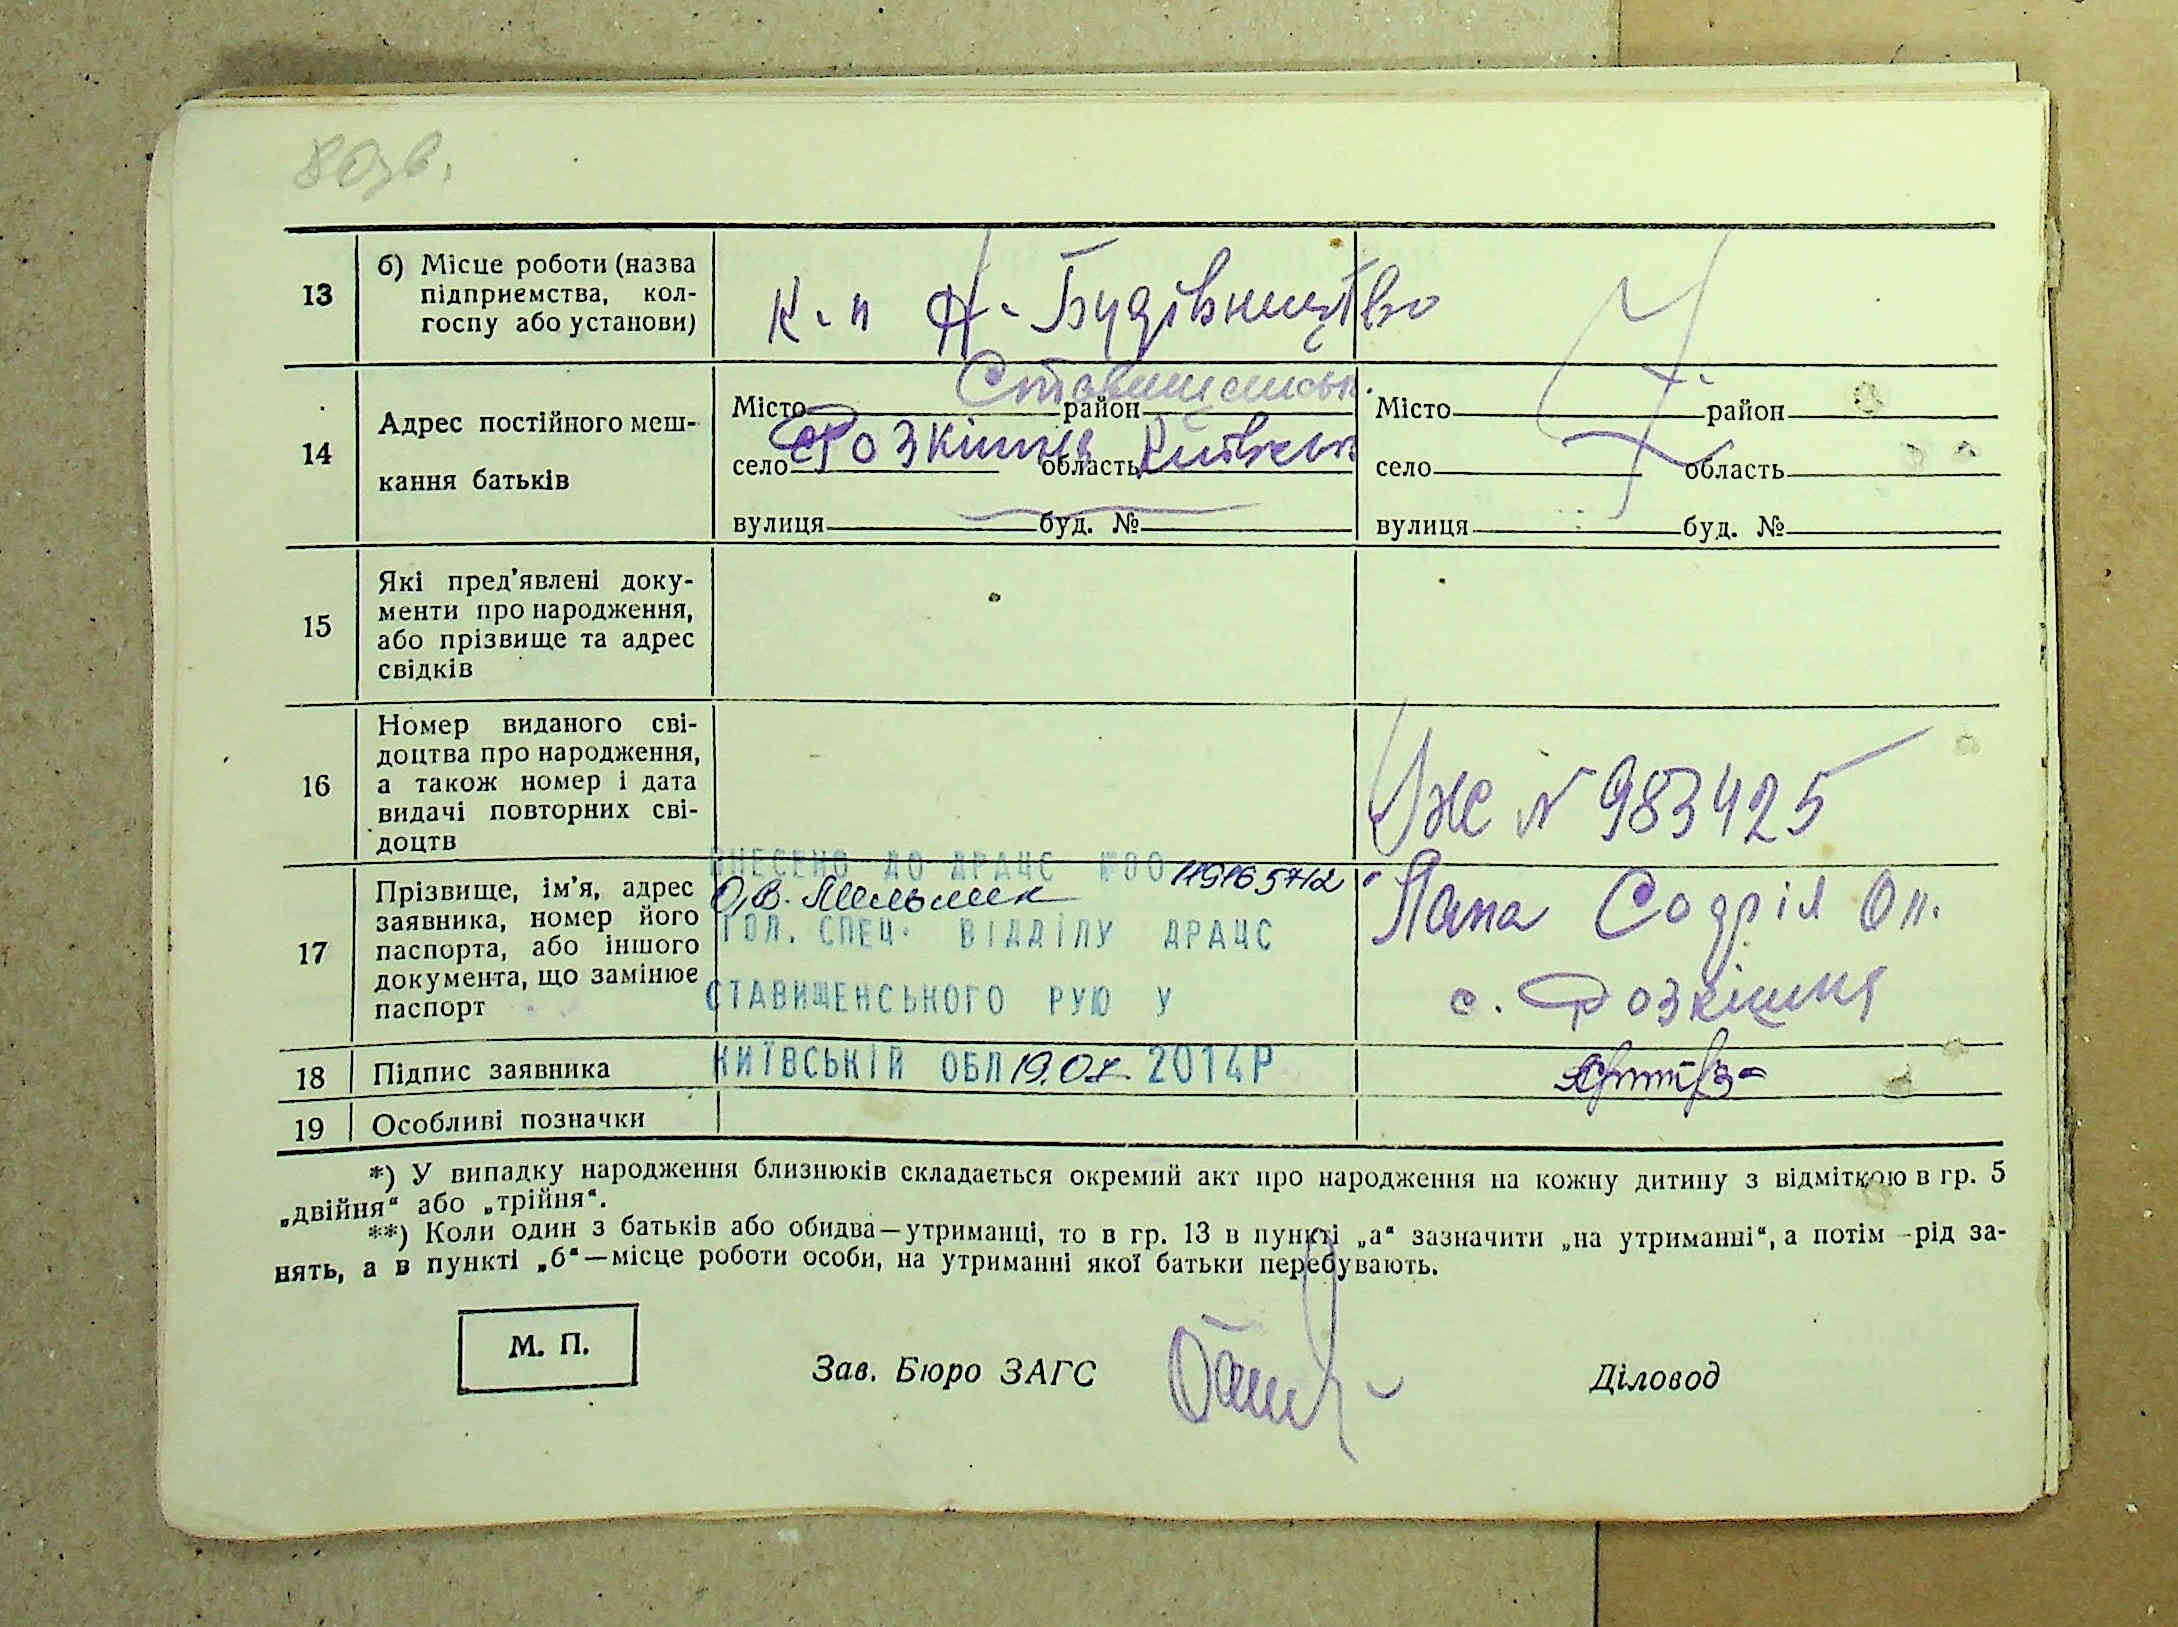 80зв.
13
б) Місце роботи (назва
підприємства, кол-
госпу або установи)
к-п Н-Будівництво
14
Адрес постійного меш-
кання батьків
Місто район Ставищенськ.
село Розкішна область Київськ
вулиця буд. №
Місто район
село область
вулиця буд. №
15
Які пред'явлені доку-
менти про народження,
або прізвище та адрес
свідків
16
Номер виданого сві-
доцтва про народження,
а також номер і дата
видачі повторних сві-
доцтв
ЦЖ № 983425
17
Прізвище, ім'я, адрес
заявника, номер його
паспорта, або іншого
документа, що замінює
паспорт
ВНЕСЕНО ДО ДРАЦС №00119165712
О.В. Мельник
ГОЛ. СПЕЦ. ВІДДІЛУ ДРАЦС
СТАВИЩЕНСЬКОГО РУЮ У
КИЇВСЬКІЙ ОБЛ 19.07. 2014Р
Содрія Оп.
с. Розкішна
18
Підпис заявника
19
Особливі позначки
*) У випадку народження близнюків складається окремий акт про народження на кожну дитину з відміткою в гр. 5
„двійня“ або „трійня“.
**) Коли один з батьків або обидва—утриманці, то в гр. 13 в пункті „а“ зазначити „на утриманні“, а потім –рід за-
нять, а в пункті „б“—місце роботи особи, на утриманні якої батьки перебувають.
М. П.
Зав. Бюро ЗАГС
Діловод